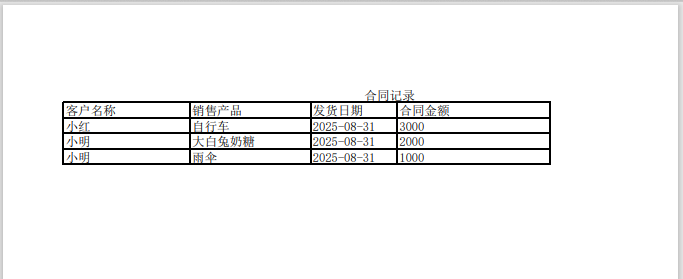 合同记录
客户名称 销售产品 发货日期 合同金额
小红 自行车 2025-08-31 3000
小明 大白兔奶糖 2025-08-31 2000
小明 雨伞 2025-08-31 1000